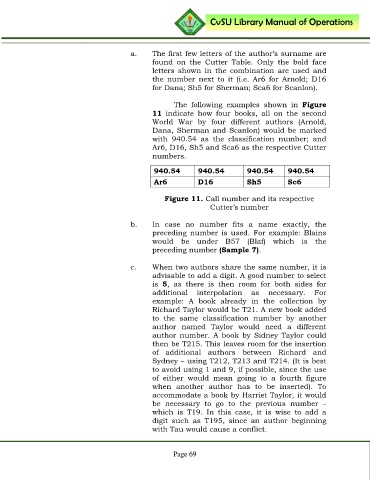 CvSU Library Manual of Operations
a. The first few letters of the author's surname are
found on the Cutter Table. Only the bold face
letters shown in the combination are used and
the number next to it (i.e. Ar6 for Arnold; D16
for Dana; Sh5 for Sherman; Sca6 for Scanlon).
The following examples shown in Figure
11 indicate how four books, all on the second
World War by four different authors (Arnold,
Dana, Sherman and Scanlon) would be marked
with 940.54 as the classification number; and
Ar6, D16, Sh5 and Sca6 as the respective Cutter
numbers.
940.54 940.54 940.54 940.54
Ar6 D16 Sh5 Sc6
Figure 11. Call number and its respective
Cutter's number
b. In case no number fits a name exactly, the
preceding number is used. For example: Blains
would be under B57 (Blaf) which is the
preceding number (Sample 7).
c. When two authors share the same number, it is
advisable to add a digit. A good number to select
is 5, as there is then room for both sides for
additional interpolation as necessary. For
example: A book already in the collection by
Richard Taylor would be T21. A new book added
to the same classification number by another
author named Taylor would need a different
author number. A book by Sidney Taylor could
then be T215. This leaves room for the insertion
of additional authors between Richard and
Sydney – using T212, T213 and T214. (It is best
to avoid using 1 and 9, if possible, since the use
of either would mean going to a fourth figure
when another author has to be inserted). To
accommodate a book by Harriet Taylor, it would
be necessary to go to the previous number –
which is T19. In this case, it is wise to add a
digit such as T195, since an author beginning
with Tau would cause a conflict.
Page 69